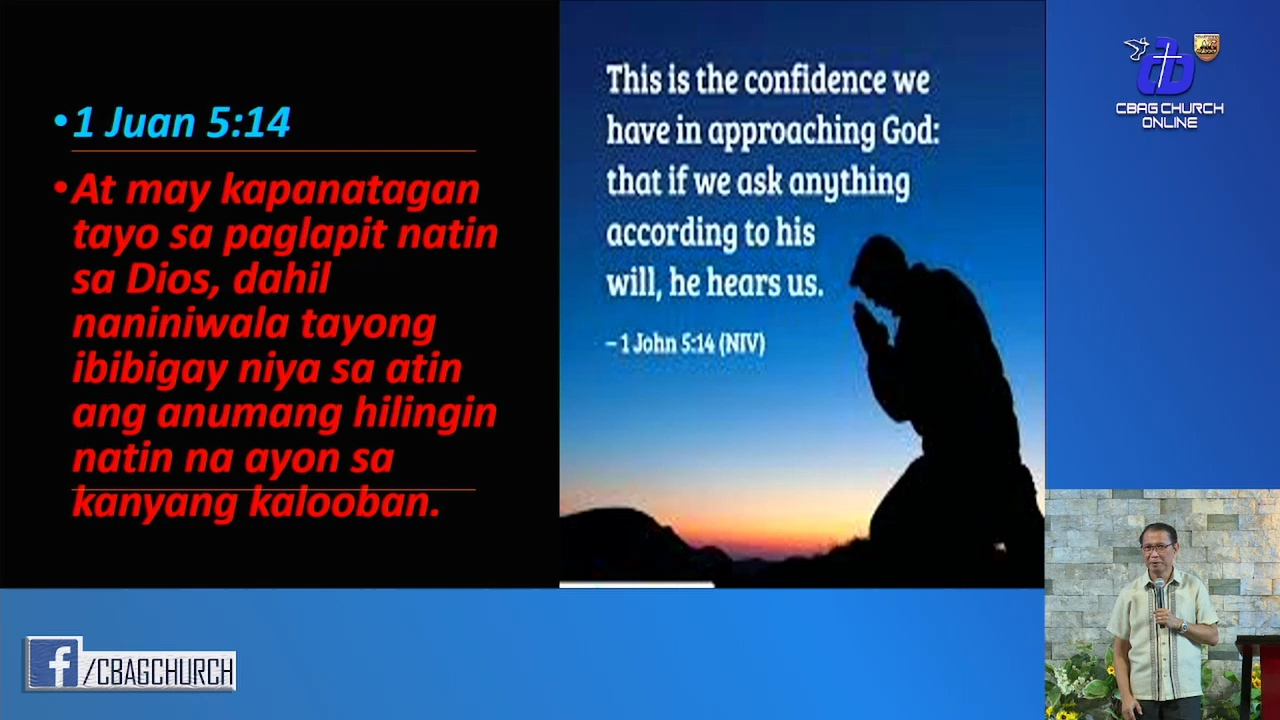 •1 Juan 5:14
•At may kapanatagan
tayo sa paglapit natin
sa Dios, dahil
naniniwala tayong
ibibigay niya sa atin
ang anumang hilingin
natin na ayon sa
kanyang kalooban.
This is the confidence we
have in approaching God:
that if we ask anything
according to his
will, he hears us.
– 1 John 5:14 (NIV)
CBAG CHURCH
ONLINE
f/CBAGCHURCH